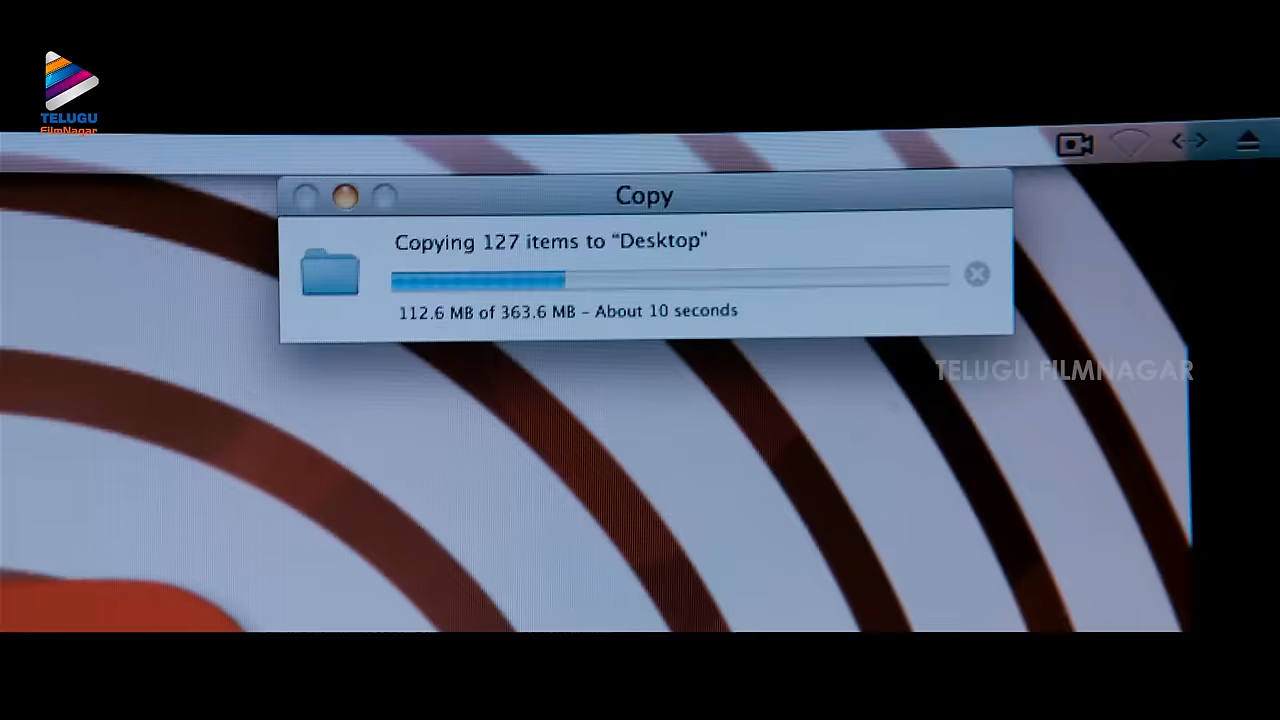 TELUGU
FilmNagar
Copy
Copying 127 items to “Desktop”
112.6 MB of 363.6 MB – About 10 seconds
TELUGU FILMNAGAR